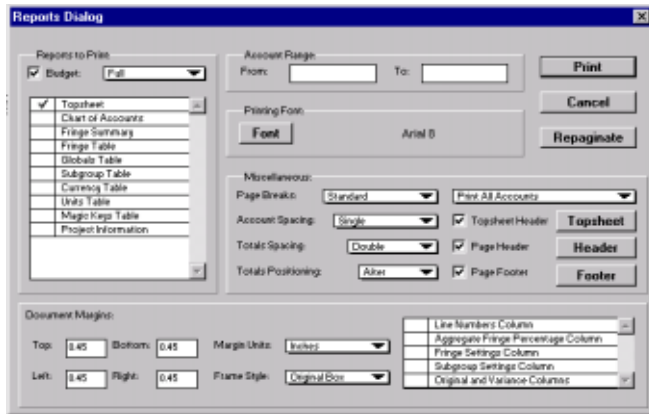 Reports Dialog
Reports to Print
Budget: Full
Topsheet
Chart of Accounts
Fringe Summary
Fringe Table
Globals Table
Subgroup Table
Currency Table
Units Table
Magic Keys Table
Project Information
Account Range:
From: To:
Printing Font:
Font Arial 8
Print
Cancel
Repaginate
Miscellaneous:
Page Breaks: Standard Print All Accounts
Account Spacing: Single Topsheet Header Topsheet
Totals Spacing: Double Page Header Header
Totals Positioning: After Page Footer Footer
Document Margins:
Top: 0.45 Bottom: 0.45 Margin Units: Inches
Left: 0.45 Right: 0.45 Frame Style: Original Box
Line Numbers Column
Aggregate Fringe Percentage Column
Fringe Settings Column
Subgroup Settings Column
Original and Variance Columns